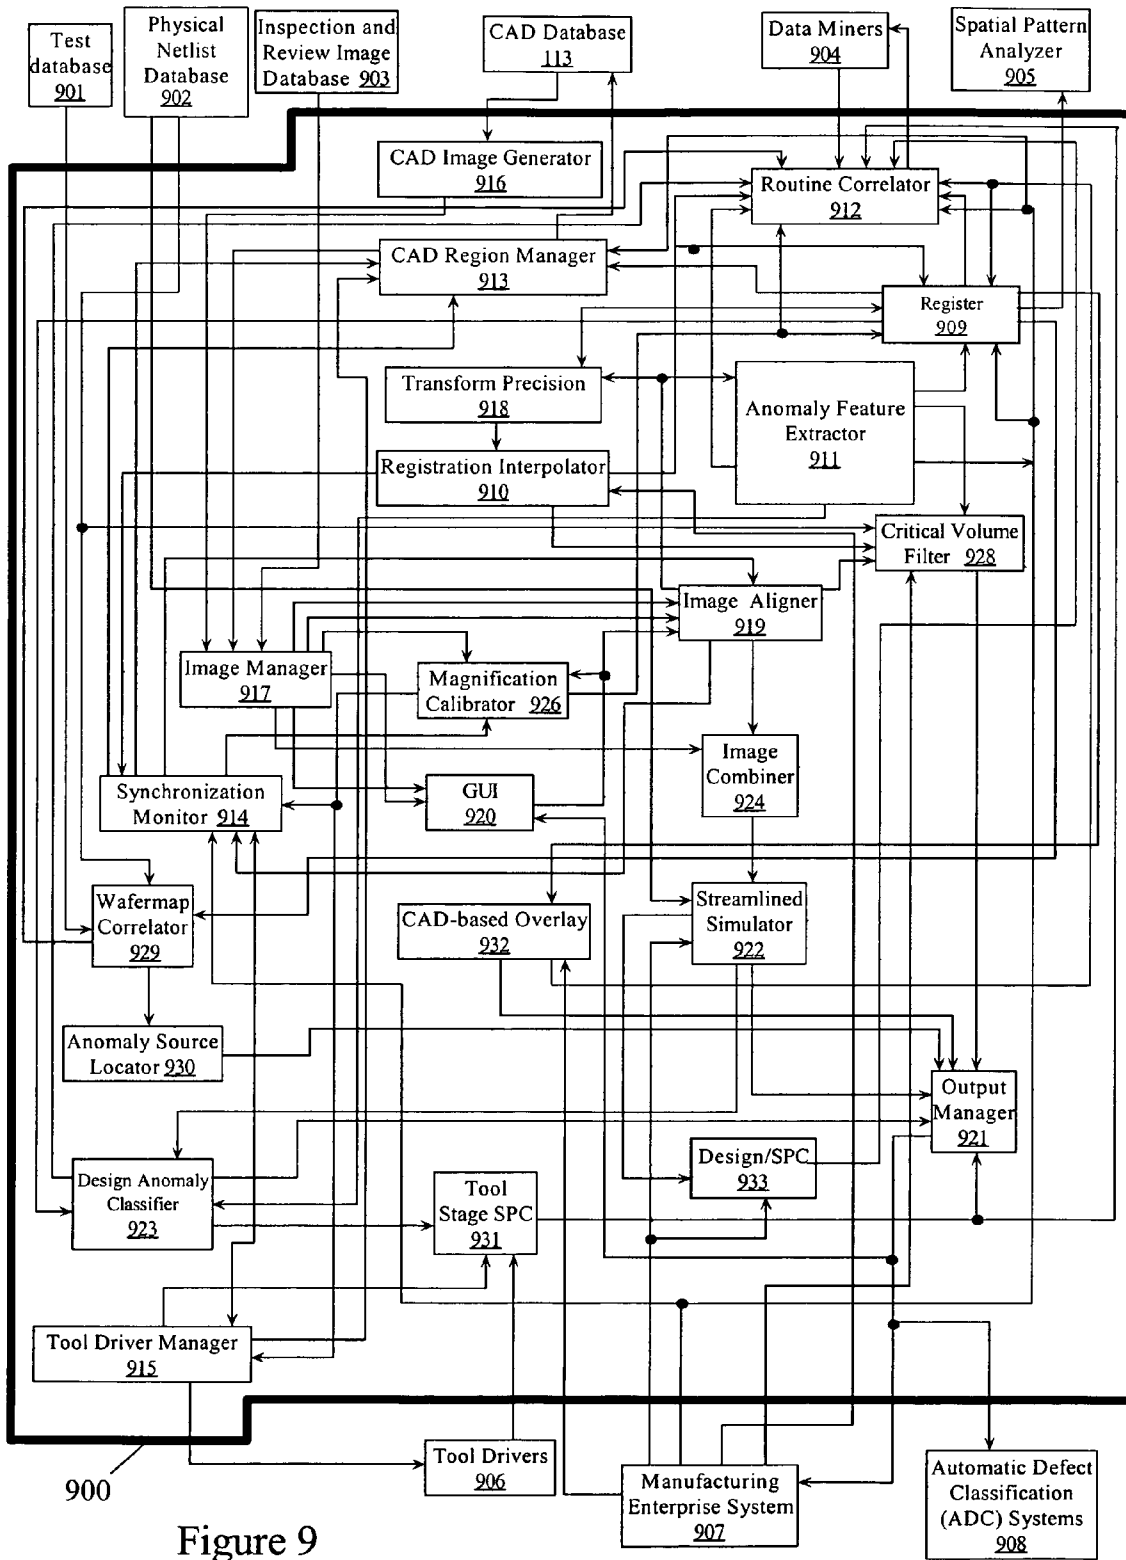 Test
database
901
Physical
Netlist
Database
902
Inspection and
Review Image
Database 903
CAD Database
113
Data Miners
904
Spatial Pattern
Analyzer
905
CAD Image Generator
916
Routine Correlator
912
CAD Region Manager
913
Register
909
Transform Precision
918
Anomaly Feature
Extractor
911
Registration Interpolator
910
Critical Volume
Filter 928
Image Aligner
919
Image Manager
917
Magnification
Calibrator 926
Image
Combiner
924
Synchronization
Monitor 914
GUI
920
Wafermap
Correlator
929
CAD-based Overlay
932
Streamlined
Simulator
922
Anomaly Source
Locator 930
Output
Manager
921
Design Anomaly
Classifier
923
Tool
Stage SPC
931
Design/SPC
933
Tool Driver Manager
915
Tool Drivers
906
Manufacturing
Enterprise System
907
Automatic Defect
Classification
(ADC) Systems
908
900
Figure 9